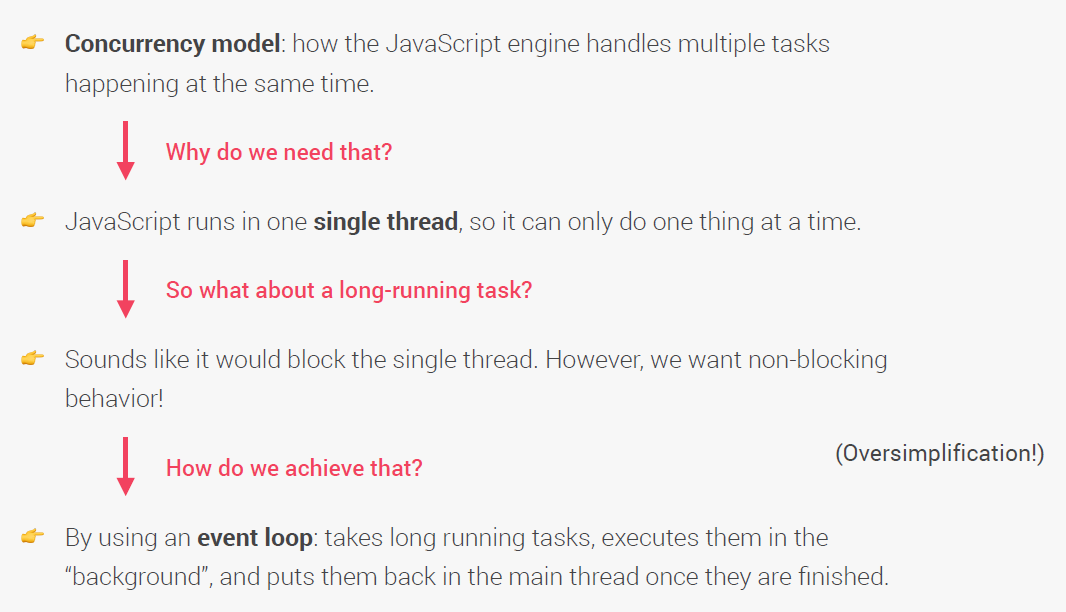 👉 Concurrency model: how the JavaScript engine handles multiple tasks
happening at the same time.
Why do we need that?
👉 JavaScript runs in one single thread, so it can only do one thing at a time.
So what about a long-running task?
👉 Sounds like it would block the single thread. However, we want non-blocking
behavior!
(Oversimplification!)
How do we achieve that?
👉 By using an event loop: takes long running tasks, executes them in the
“background”, and puts them back in the main thread once they are finished.